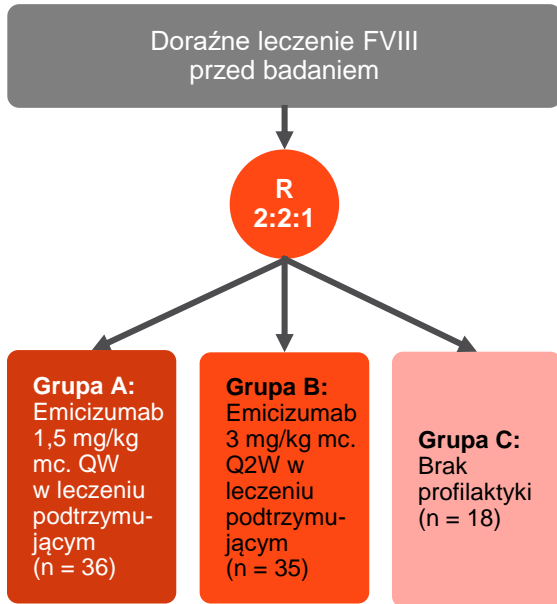 Doraźne leczenie FVIII
przed badaniem
R
2:2:1
Grupa A:
Emicizumab
1,5 mg/kg
mc. QW
w leczeniu
podtrzymu-
jącym
(n = 36)
Grupa B:
Emicizumab
3 mg/kg mc.
Q2W w
leczeniu
podtrzymu-
jącym
(n = 35)
Grupa C:
Brak
profilaktyki
(n = 18)